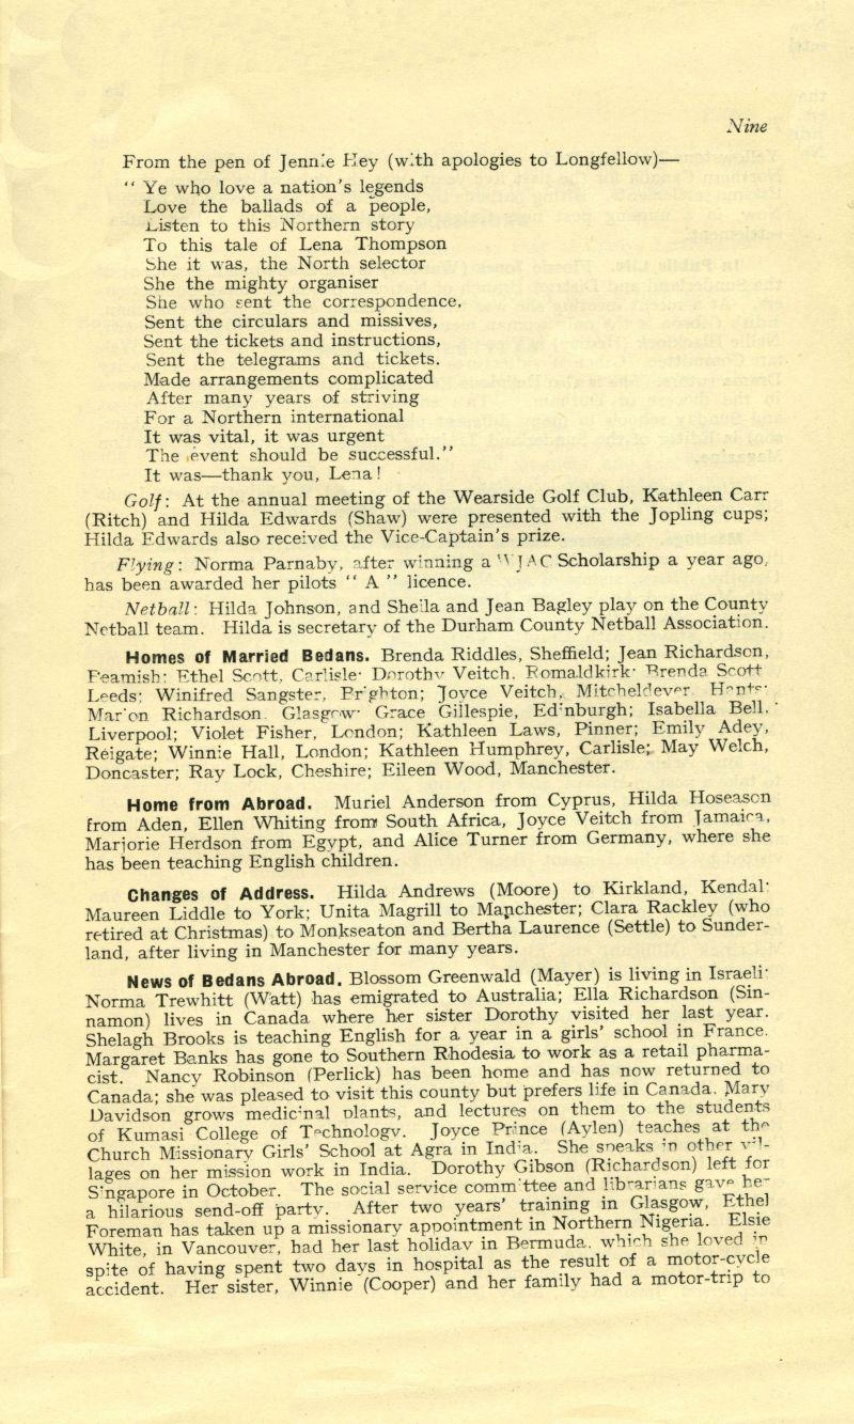 Nine
From the pen of Jennie Hey (with apologies to Longfellow)—
" Ye who love a nation's legends
Love the ballads of a people,
Listen to this Northern story
To this tale of Lena Thompson
She it was, the North selector
She the mighty organiser
She who sent the correspondence,
Sent the circulars and missives,
Sent the tickets and instructions,
Sent the telegrams and tickets.
Made arrangements complicated
After many years of striving
For a Northern international
It was vital, it was urgent
The event should be successful."
It was—thank you, Lena!
Golf: At the annual meeting of the Wearside Golf Club, Kathleen Carr
(Ritch) and Hilda Edwards (Shaw) were presented with the Jopling cups;
Hilda Edwards also received the Vice-Captain's prize.
Flying: Norma Parnaby, after winning a WJAC Scholarship a year ago,
has been awarded her pilots " A " licence.
Netball: Hilda Johnson, and Sheila and Jean Bagley play on the County
Netball team. Hilda is secretary of the Durham County Netball Association.
Homes of Married Bedans. Brenda Riddles, Sheffield; Jean Richardson,
Beamish; Ethel Scott, Carlisle; Dorothy Veitch, Romaldkirk; Brenda Scott
Leeds; Winifred Sangster, Brighton; Joyce Veitch, Micheldever, Hants;
Marion Richardson, Glasgow; Grace Gillespie, Edinburgh; Isabella Bell,
Liverpool; Violet Fisher, London; Kathleen Laws, Pinner; Emily Adey,
Reigate; Winnie Hall, London; Kathleen Humphrey, Carlisle; May Welch,
Doncaster; Ray Lock, Cheshire; Eileen Wood, Manchester.
Home from Abroad. Muriel Anderson from Cyprus, Hilda Hoseason
from Aden, Ellen Whiting from South Africa, Joyce Veitch from Jamaica,
Marjorie Herdson from Egypt, and Alice Turner from Germany, where she
has been teaching English children.
Changes of Address. Hilda Andrews (Moore) to Kirkland, Kendal;
Maureen Liddle to York; Unita Magrill to Manchester; Clara Rackley (who
retired at Christmas) to Monkseaton and Bertha Laurence (Settle) to Sunder-
land, after living in Manchester for many years.
News of Bedans Abroad. Blossom Greenwald (Mayer) is living in Israeli;
Norma Trewhitt (Watt) has emigrated to Australia; Ella Richardson (Sin-
namon) lives in Canada where her sister Dorothy visited her last year.
Shelagh Brooks is teaching English for a year in a girls' school in France.
Margaret Banks has gone to Southern Rhodesia to work as a retail pharma-
cist. Nancy Robinson (Perlick) has been home and has now returned to
Canada; she was pleased to visit this county but prefers life in Canada. Mary
Davidson grows medicinal plants, and lectures on them to the students
of Kumasi College of Technology. Joyce Prince (Aylen) teaches at the
Church Missionary Girls' School at Agra in India. She speaks in other vil-
lages on her mission work in India. Dorothy Gibson (Richardson) left for
Singapore in October. The social service committee and librarians gave her
a hilarious send-off party. After two years' training in Glasgow, Ethel
Foreman has taken up a missionary appointment in Northern Nigeria. Elsie
White, in Vancouver, had her last holiday in Bermuda, which she loved in
spite of having spent two days in hospital as the result of a motor-cycle
accident. Her sister, Winnie (Cooper) and her family had a motor-trip to